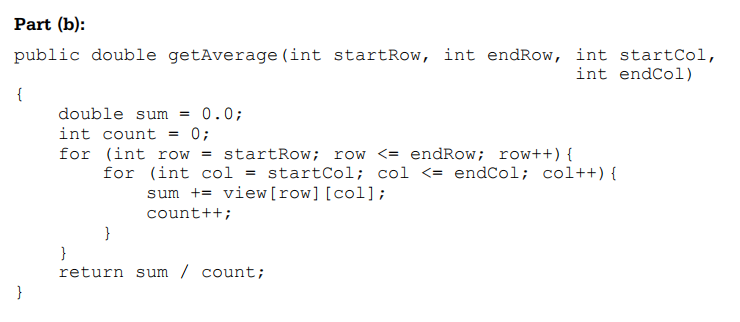 Part (b):
public double getAverage(int startRow, int endRow, int startCol,
int endCol)
{
double sum = 0.0;
int count = 0;
for (int row = startRow; row <= endRow; row++){
for (int col = startCol; col <= endCol; col++){
sum += view[row][col];
count++;
}
}
return sum / count;
}